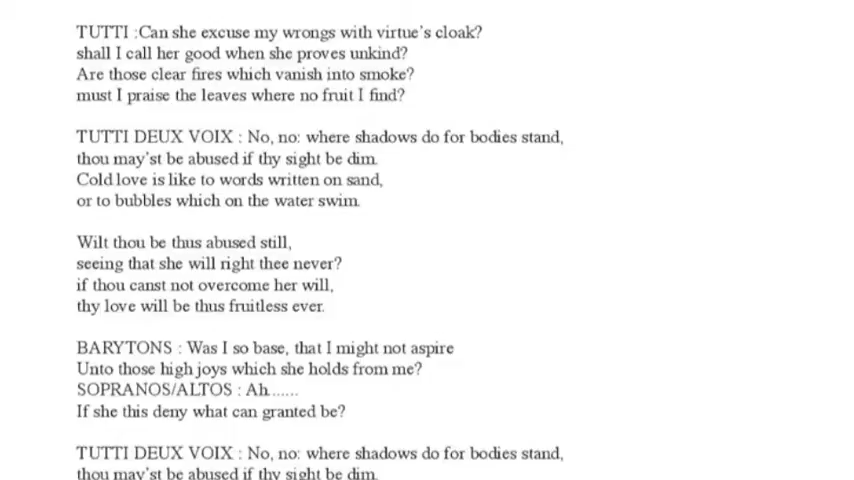 TUTTI :Can she excuse my wrongs with virtue's cloak?
shall I call her good when she proves unkind?
Are those clear fires which vanish into smoke?
must I praise the leaves where no fruit I find?
TUTTI DEUX VOIX : No, no: where shadows do for bodies stand,
thou may'st be abused if thy sight be dim.
Cold love is like to words written on sand,
or to bubbles which on the water swim.
Wilt thou be thus abused still,
seeing that she will right thee never?
if thou canst not overcome her will,
thy love will be thus fruitless ever.
BARYTONS : Was I so base, that I might not aspire
Unto those high joys which she holds from me?
SOPRANOS/ALTOS : Ah.......
If she this deny what can granted be?
TUTTI DEUX VOIX : No, no: where shadows do for bodies stand,
thou may'st be abused if thy sight be dim.